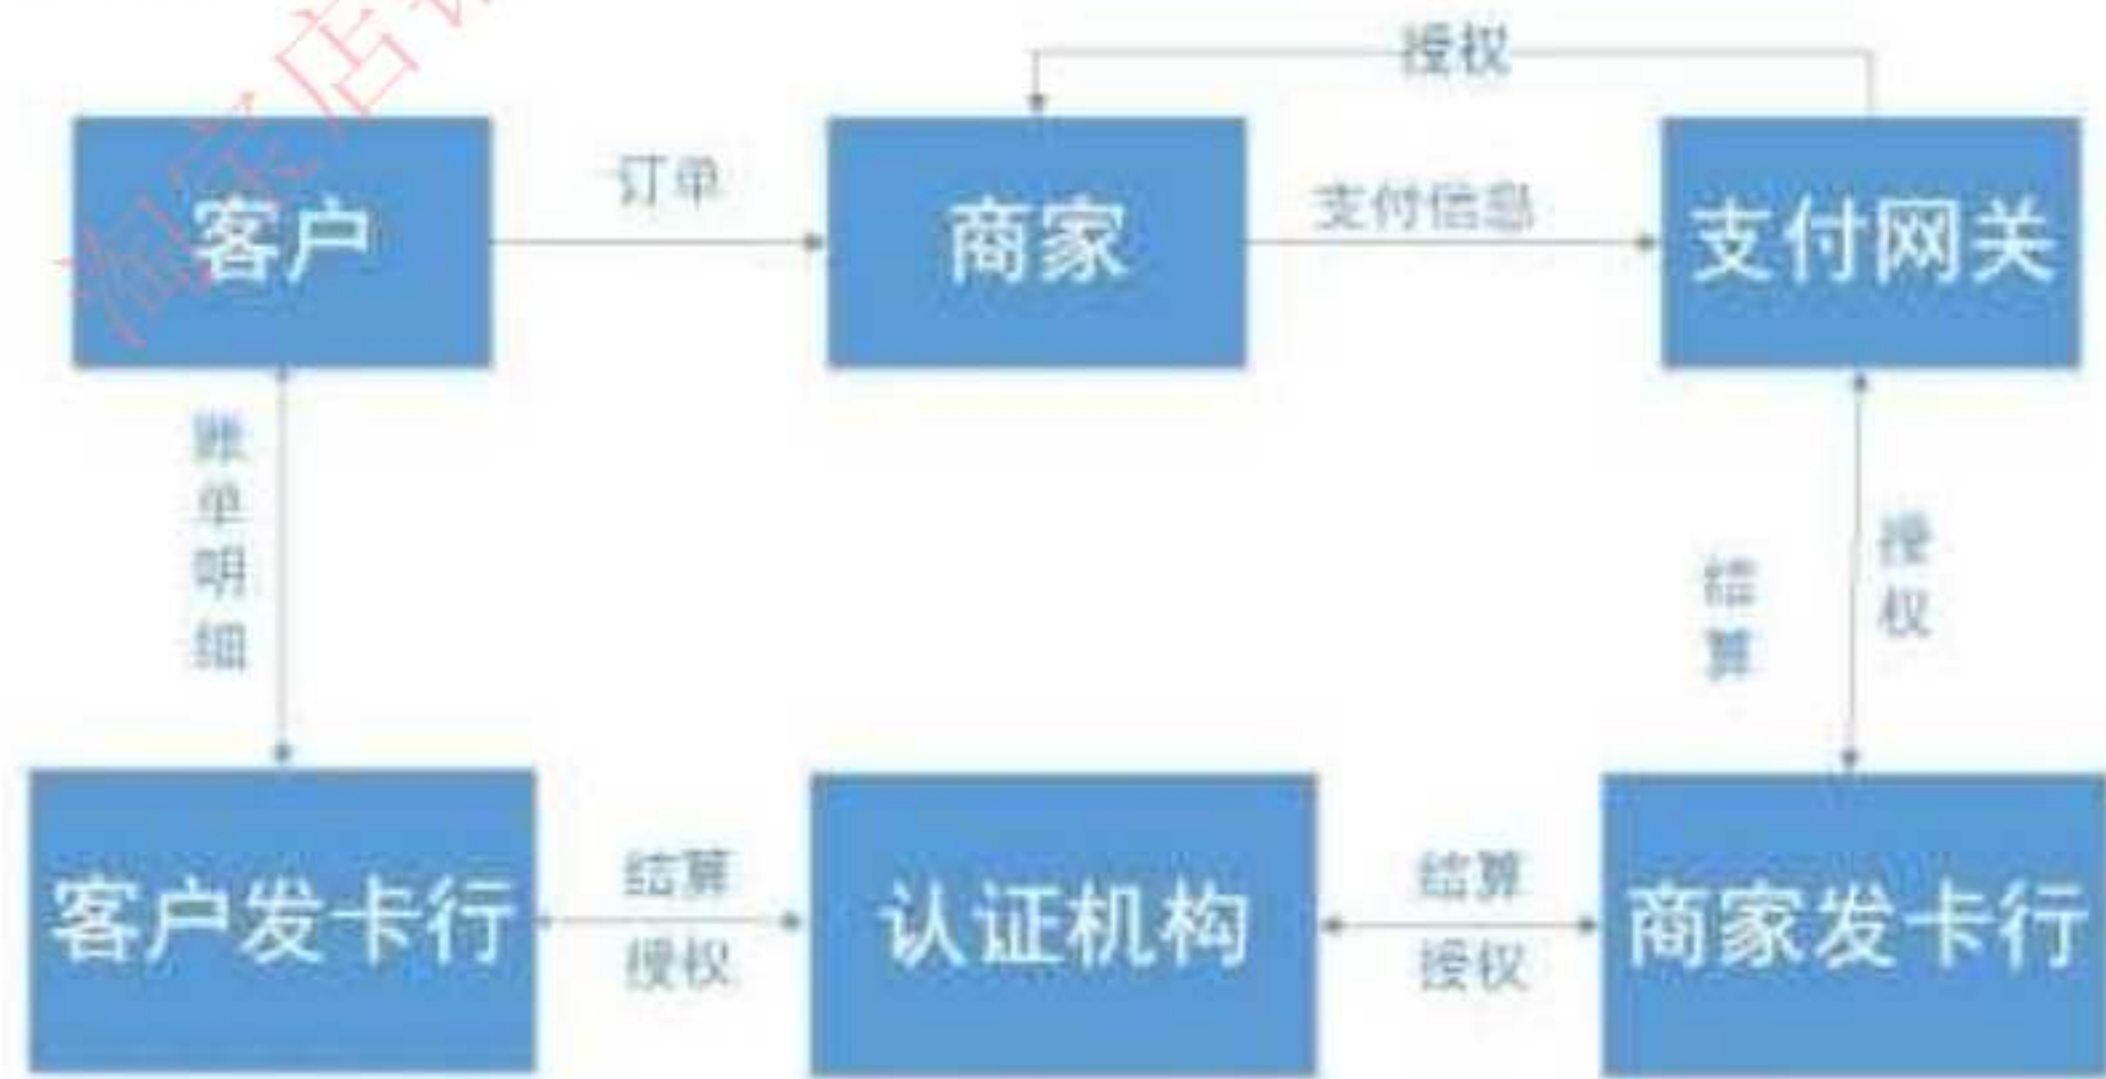 授权
客户
订单
商家
支付信息
支付网关
账单明细
结算
授权
客户发卡行
结算
授权
认证机构
结算
授权
商家发卡行